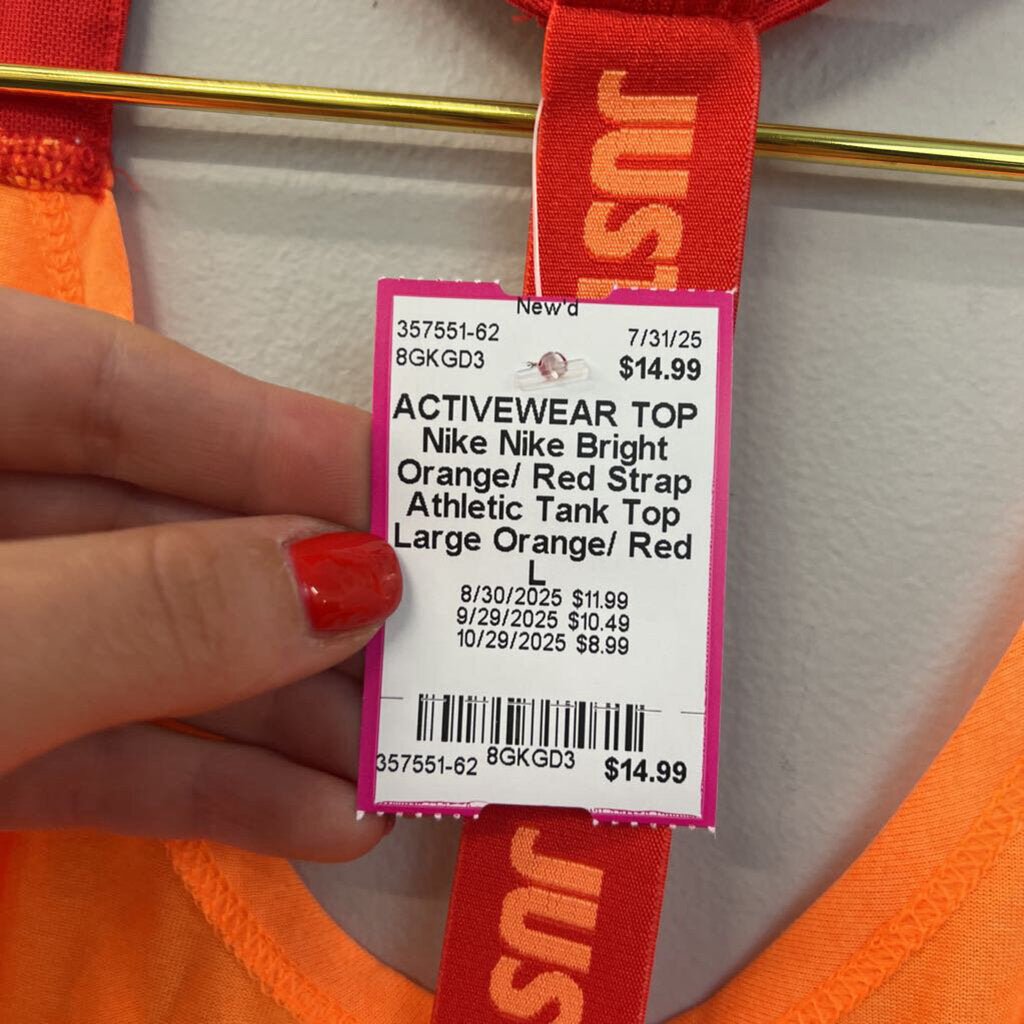 JUST
New'd
357551-62 7/31/25
8GKGD3 $14.99
ACTIVEWEAR TOP
Nike Nike Bright
Orange/ Red Strap
Athletic Tank Top
Large Orange/ Red
L
8/30/2025 $11.99
9/29/2025 $10.49
10/29/2025 $8.99
357551-62 8GKGD3 $14.99
JUS